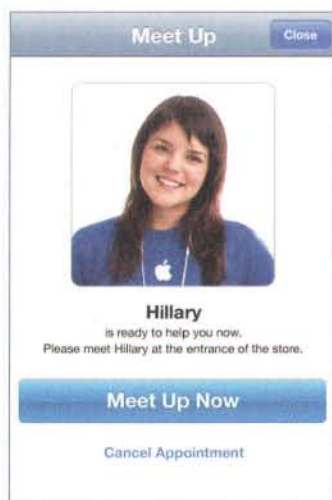 Meet Up
Close
Hillary
is ready to help you now.
Please meet Hillary at the entrance of the store.
Meet Up Now
Cancel Appointment